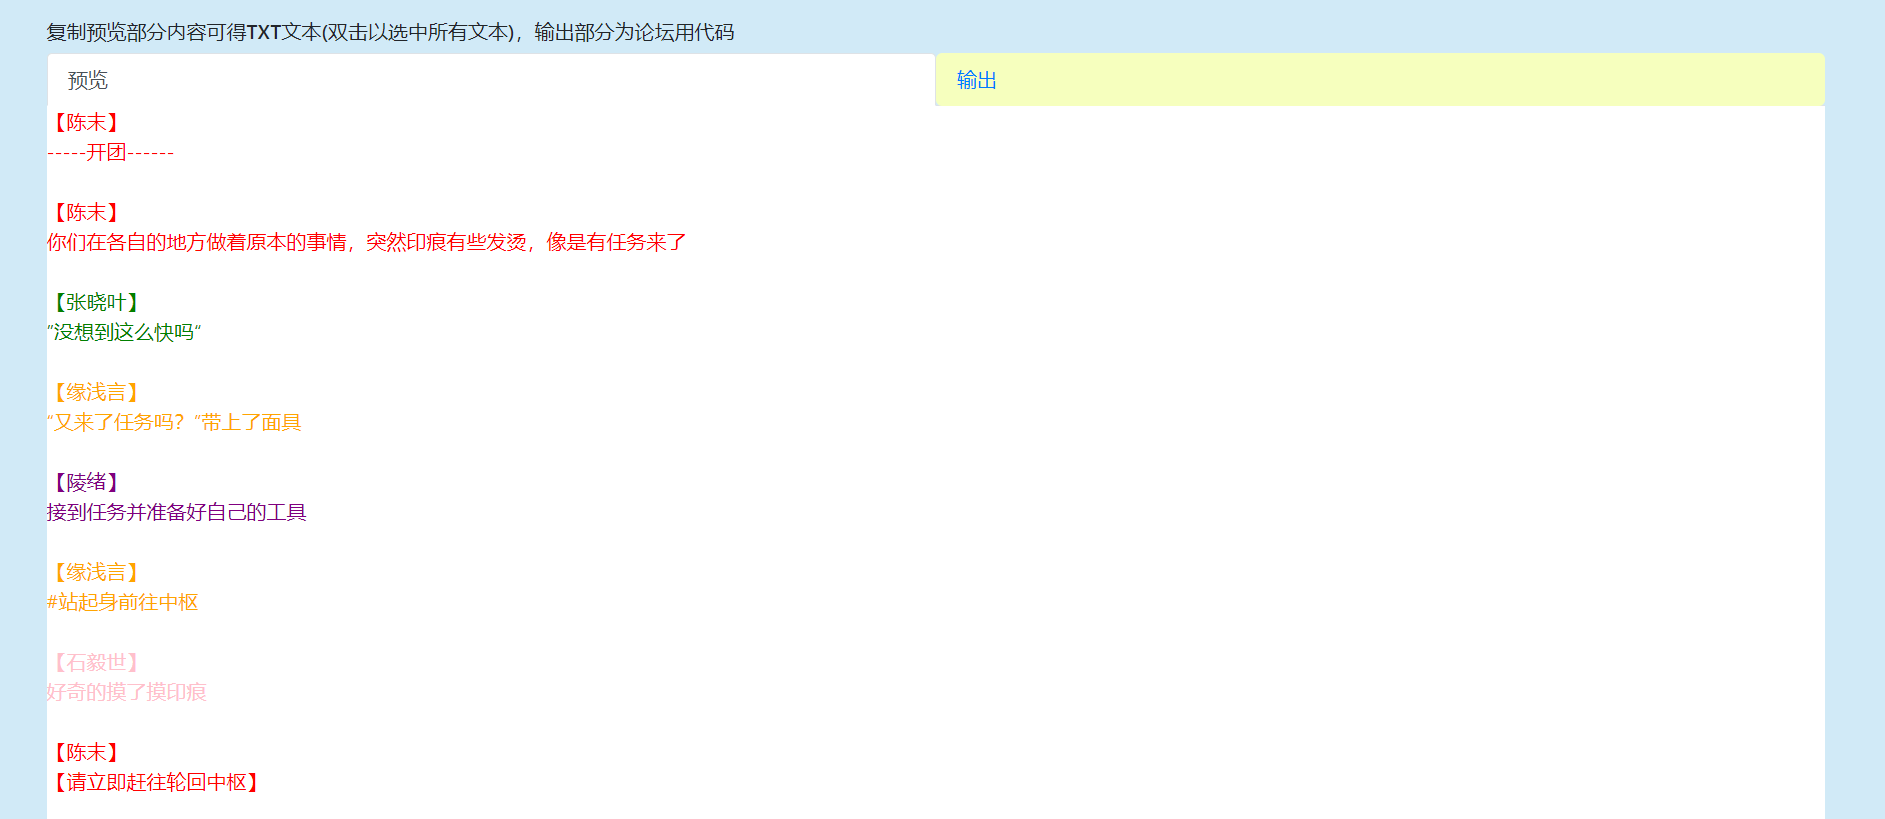 复制预览部分内容可得TXT文本(双击以选中所有文本)，输出部分为论坛用代码
预览
输出
【陈末】
-----开团------
【陈末】
你们在各自的地方做着原本的事情，突然印痕有些发烫，像是有任务来了
【张晓叶】
”没想到这么快吗“
【缘浅言】
“又来了任务吗？“带上了面具
【陵绪】
接到任务并准备好自己的工具
【缘浅言】
#站起身前往中枢
【石毅世】
好奇的摸了摸印痕
【陈末】
【请立即赶往轮回中枢】